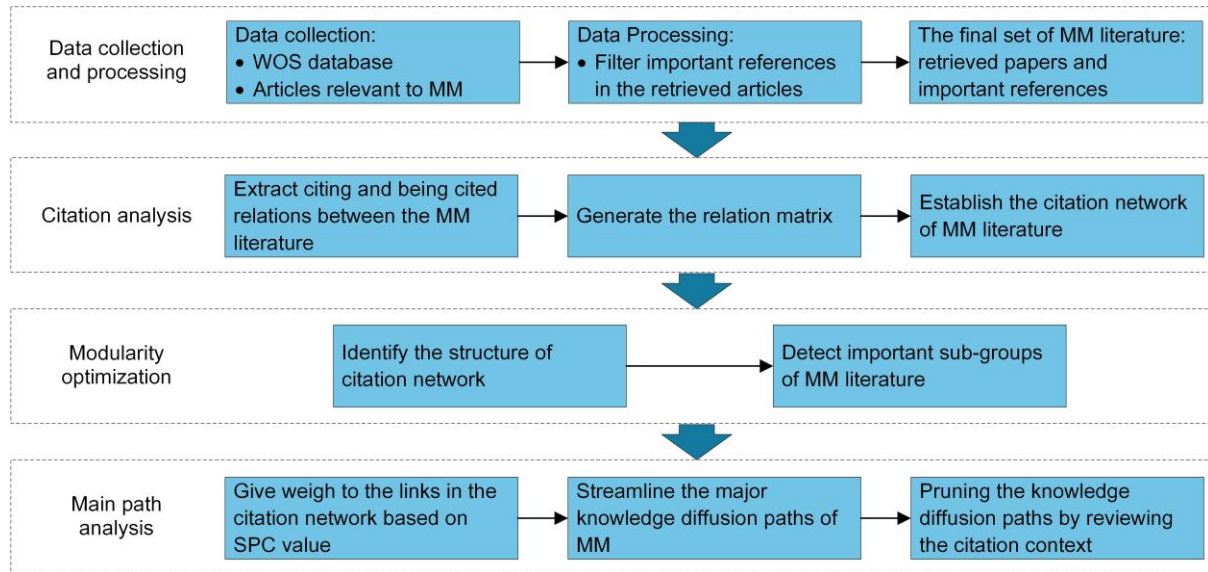 Data collection
and processing
Data collection:
• WOS database
• Articles relevant to MM
Data Processing:
• Filter important references
in the retrieved articles
The final set of MM literature:
retrieved papers and
important references
Citation analysis
Extract citing and being cited
relations between the MM
literature
Generate the relation matrix
Establish the citation network
of MM literature
Modularity
optimization
Identify the structure of
citation network
Detect important sub-groups
of MM literature
Main path
analysis
Give weigh to the links in the
citation network based on
SPC value
Streamline the major
knowledge diffusion paths of
MM
Pruning the knowledge
diffusion paths by reviewing
the citation context